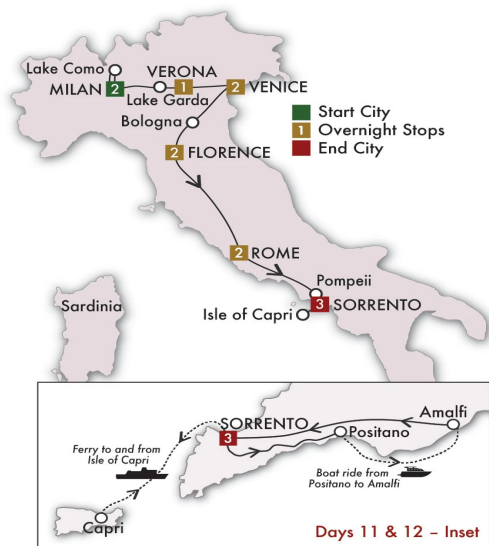 Lake Como
VERONA
MILAN
2
1
2
VENICE
Lake Garda
Bologna
Start City
1
Overnight Stops
End City
2
FLORENCE
2
ROME
Pompeii
Sardinia
3
SORRENTO
Isle of Capri
SORRENTO
3
Amalfi
Positano
Ferry to and from
Isle of Capri
Boat ride from
Positano to Amalfi
Capri
Days 11 & 12 – Inset